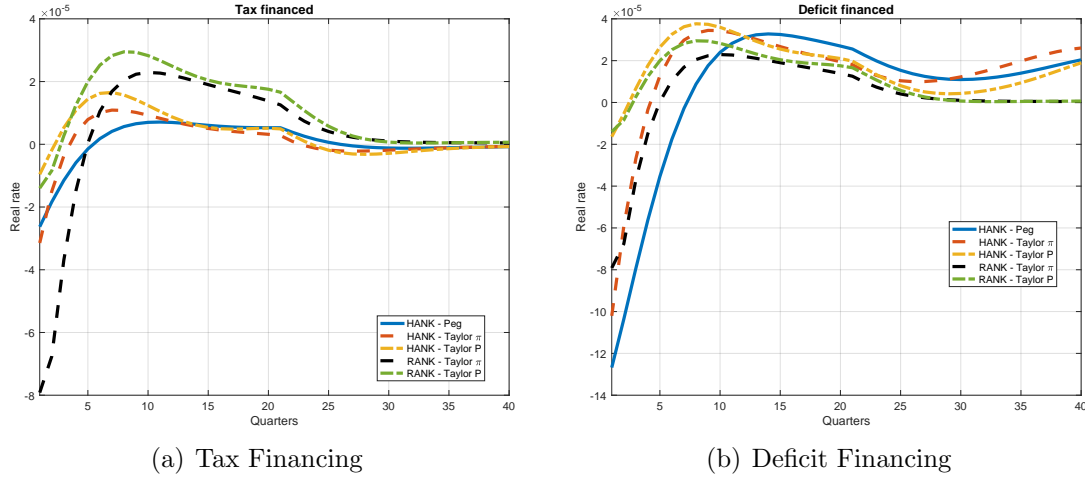 Tax financed
×10⁻⁵
4
2
0
-2
-4
-6
-8
Real rate
5 10 15 20 25 30 35 40
Quarters
HANK - Peg
HANK - Taylor π
HANK - Taylor P
RANK - Taylor π
RANK - Taylor P
(a) Tax Financing
Deficit financed
×10⁻⁵
4
2
0
-2
-4
-6
-8
-10
-12
-14
Real rate
5 10 15 20 25 30 35 40
Quarters
HANK - Peg
HANK - Taylor π
HANK - Taylor P
RANK - Taylor π
RANK - Taylor P
(b) Deficit Financing